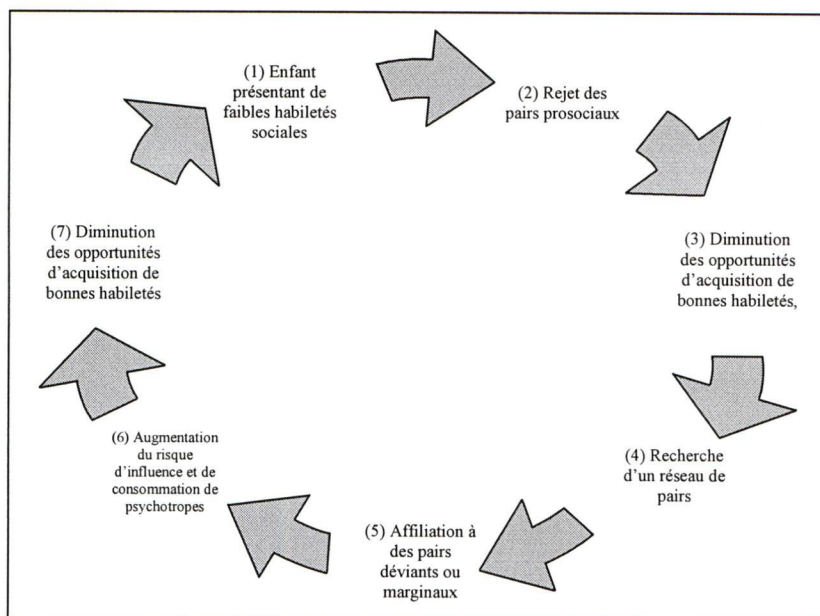 (1) Enfant
présentant de
faibles habiletés
sociales
(2) Rejet des
pairs prosociaux
(3) Diminution
des opportunités
d'acquisition de
bonnes habiletés,
(4) Recherche
d'un réseau de
pairs
(5) Affiliation à
des pairs
déviants ou
marginaux
(6) Augmentation
du risque
d'influence et de
consommation de
psychotropes
(7) Diminution
des opportunités
d'acquisition de
bonnes habiletés